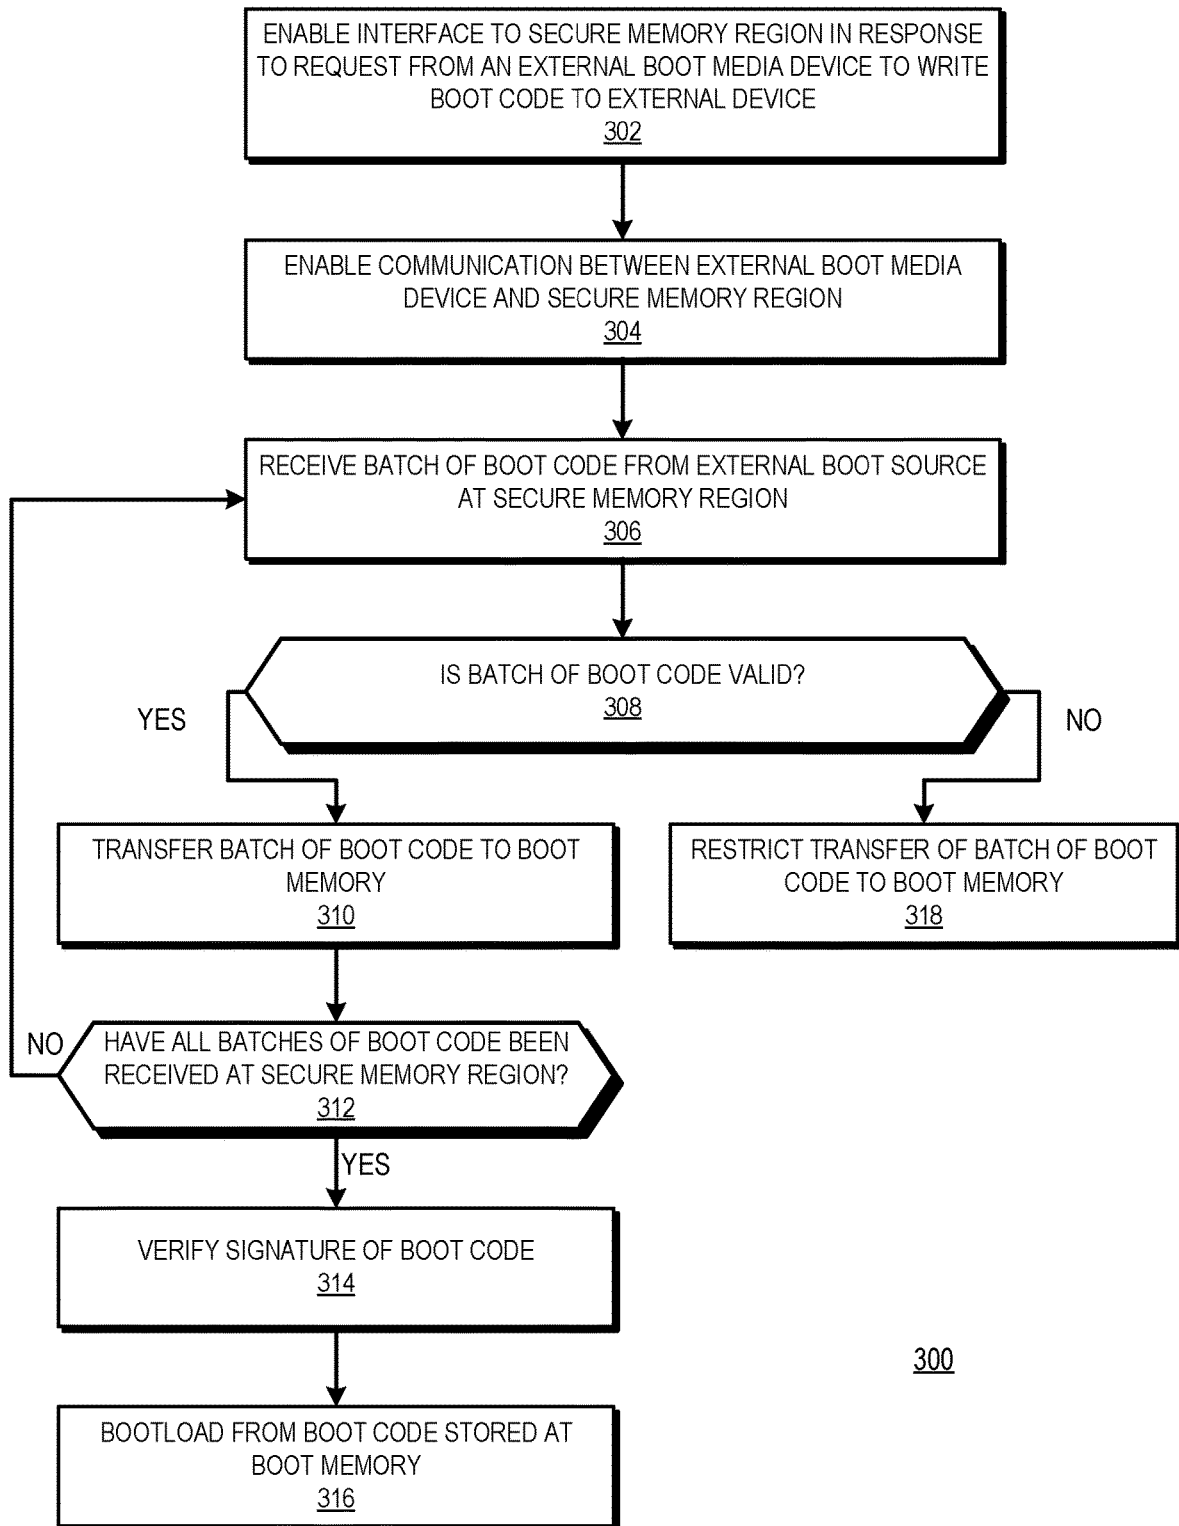 ENABLE INTERFACE TO SECURE MEMORY REGION IN RESPONSE
TO REQUEST FROM AN EXTERNAL BOOT MEDIA DEVICE TO WRITE
BOOT CODE TO EXTERNAL DEVICE
302
ENABLE COMMUNICATION BETWEEN EXTERNAL BOOT MEDIA
DEVICE AND SECURE MEMORY REGION
304
RECEIVE BATCH OF BOOT CODE FROM EXTERNAL BOOT SOURCE
AT SECURE MEMORY REGION
306
IS BATCH OF BOOT CODE VALID?
308
YES
NO
TRANSFER BATCH OF BOOT CODE TO BOOT
MEMORY
310
RESTRICT TRANSFER OF BATCH OF BOOT
CODE TO BOOT MEMORY
318
NO
HAVE ALL BATCHES OF BOOT CODE BEEN
RECEIVED AT SECURE MEMORY REGION?
312
YES
VERIFY SIGNATURE OF BOOT CODE
314
300
BOOTLOAD FROM BOOT CODE STORED AT
BOOT MEMORY
316